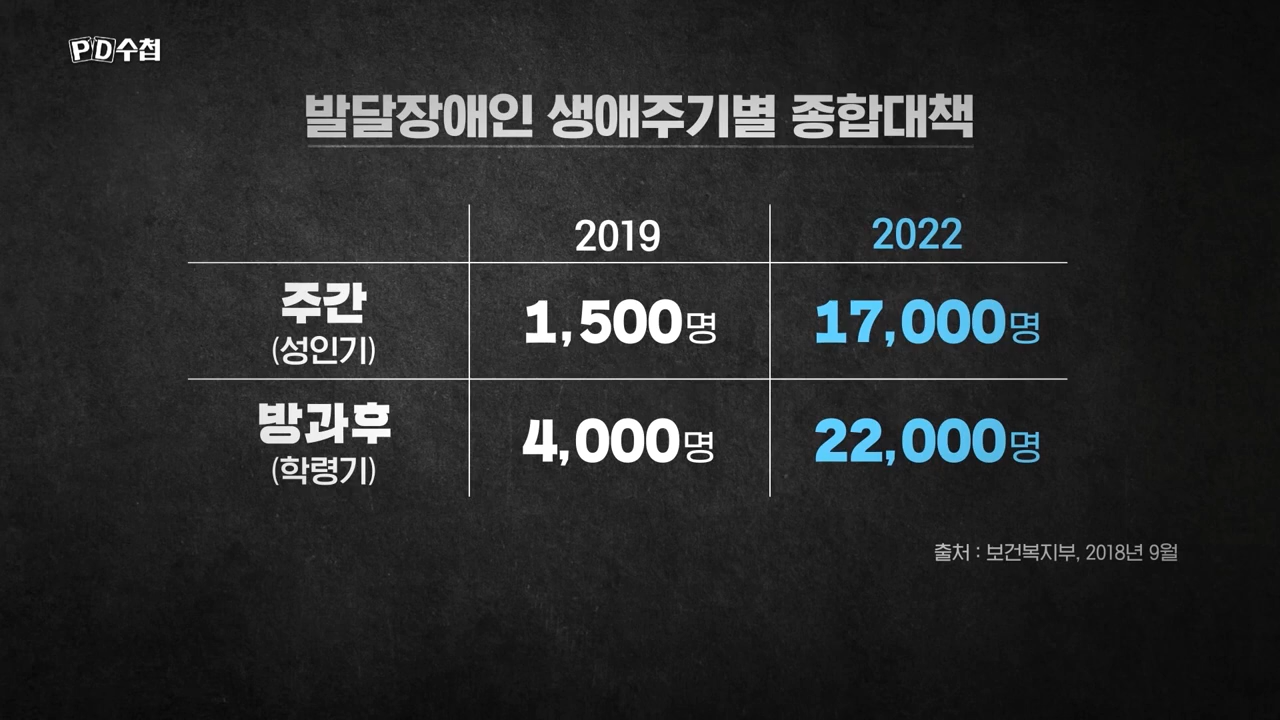 PD수첩
발달장애인 생애주기별 종합대책
2019 2022
주간 1,500명 17,000명
(성인기)
방과후 4,000명 22,000명
(학령기)
출처 : 보건복지부, 2018년 9월